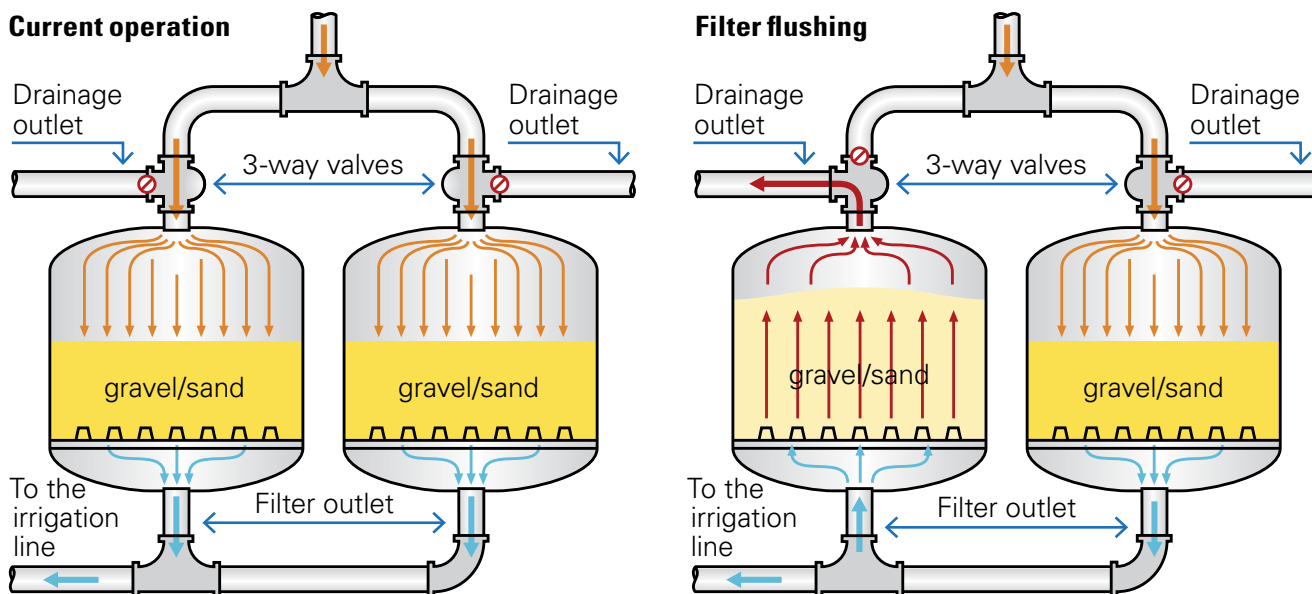 Current operation
Drainage
outlet
Drainage
outlet
3-way valves
gravel/sand
gravel/sand
To the
irrigation
line
Filter outlet
Filter flushing
Drainage
outlet
Drainage
outlet
3-way valves
gravel/sand
gravel/sand
To the
irrigation
line
Filter outlet